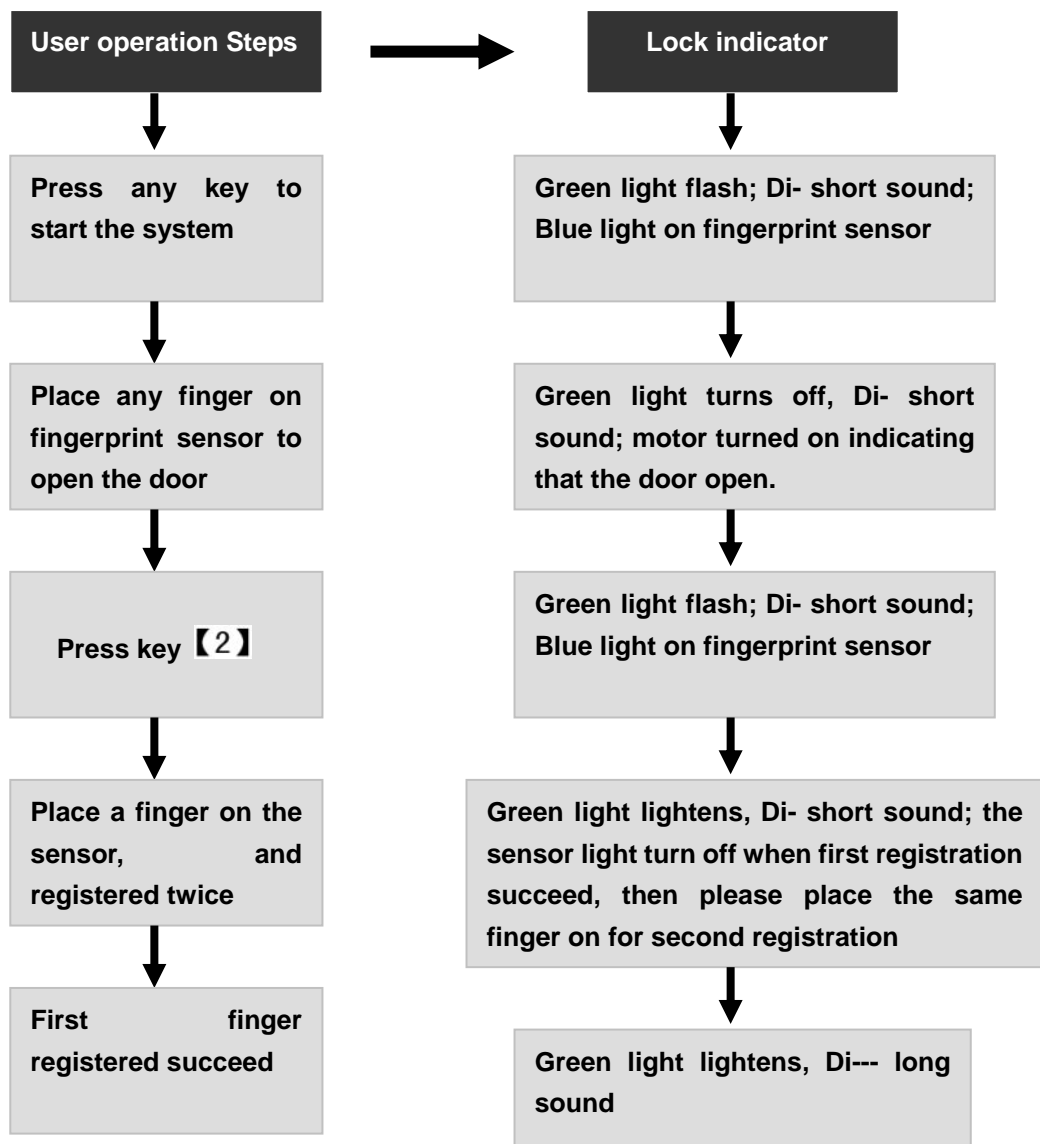 User operation Steps
Lock indicator
Press any key to
start the system
Green light flash; Di- short sound;
Blue light on fingerprint sensor
Place any finger on
fingerprint sensor to
open the door
Green light turns off, Di- short
sound; motor turned on indicating
that the door open.
Press key 【2】
Green light flash; Di- short sound;
Blue light on fingerprint sensor
Place a finger on the
sensor, and
registered twice
Green light lightens, Di- short sound; the
sensor light turn off when first registration
succeed, then please place the same
finger on for second registration
First finger
registered succeed
Green light lightens, Di--- long
sound